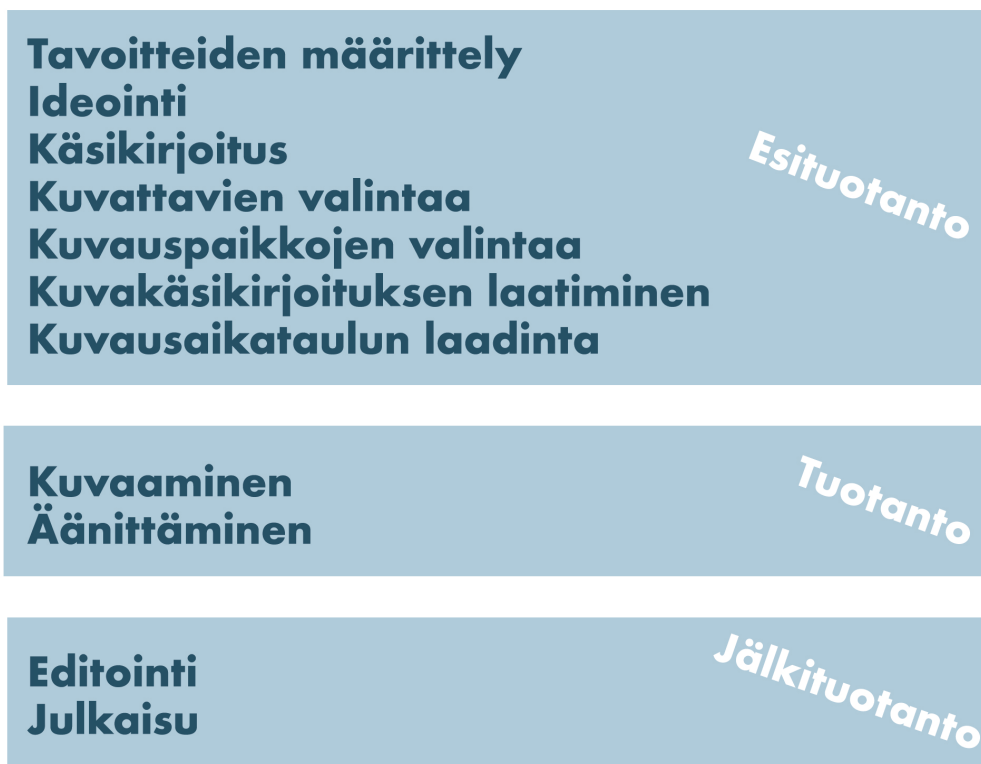 Tavoitteiden määrittely
Ideointi
Käsikirjoitus
Kuvattavien valintaa
Kuvauspaikkojen valintaa
Kuvakäsikirjoituksen laatiminen
Kuvausaikataulun laadinta
Esituotanto
Kuvaaminen
Äänittäminen
Tuotanto
Editointi
Julkaisu
Jälkituotanto